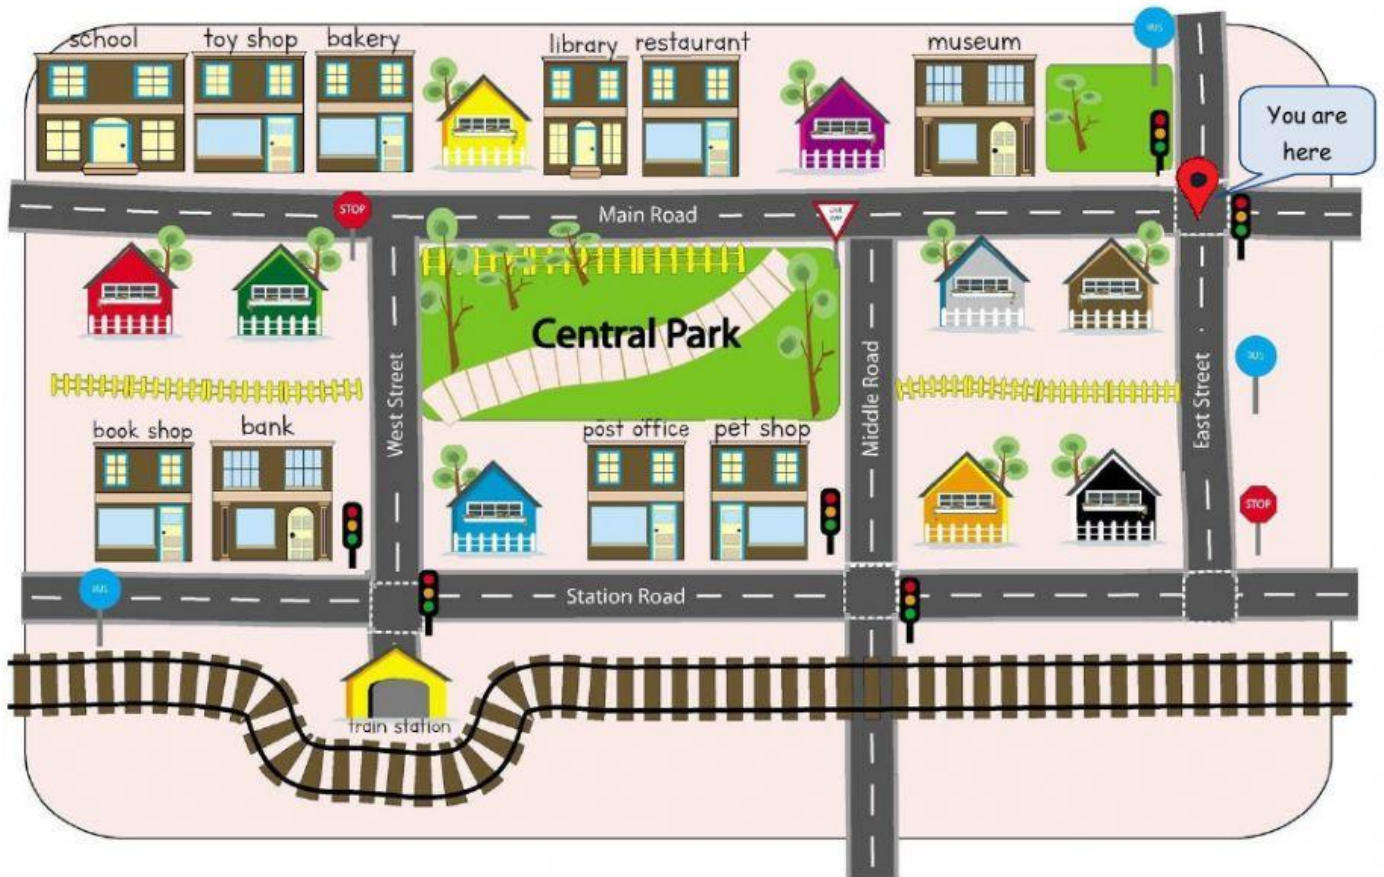 school
toy shop
bakery
library
restaurant
museum
BUS
You are
here
STOP
Main Road
Central Park
West Street
Middle Road
East Street
BUS
book shop
bank
post office
pet shop
STOP
BUS
Station Road
train station